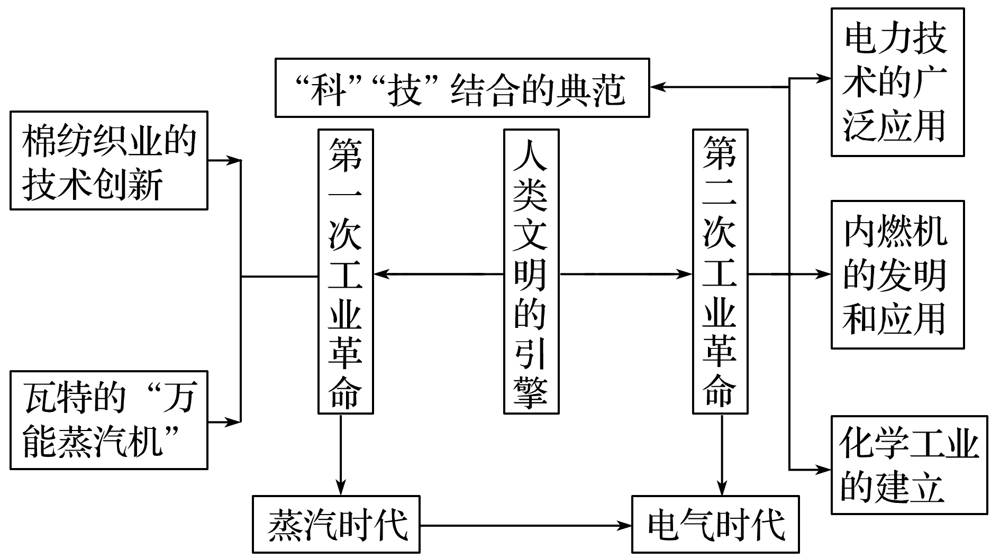 “科”“技”结合的典范
棉纺织业的
技术创新
瓦特的“万
能蒸汽机”
第一次工业革命
人类文明的引擎
第二次工业革命
电力技
术的广
泛应用
内燃机
的发明
和应用
化学工业
的建立
蒸汽时代
电气时代